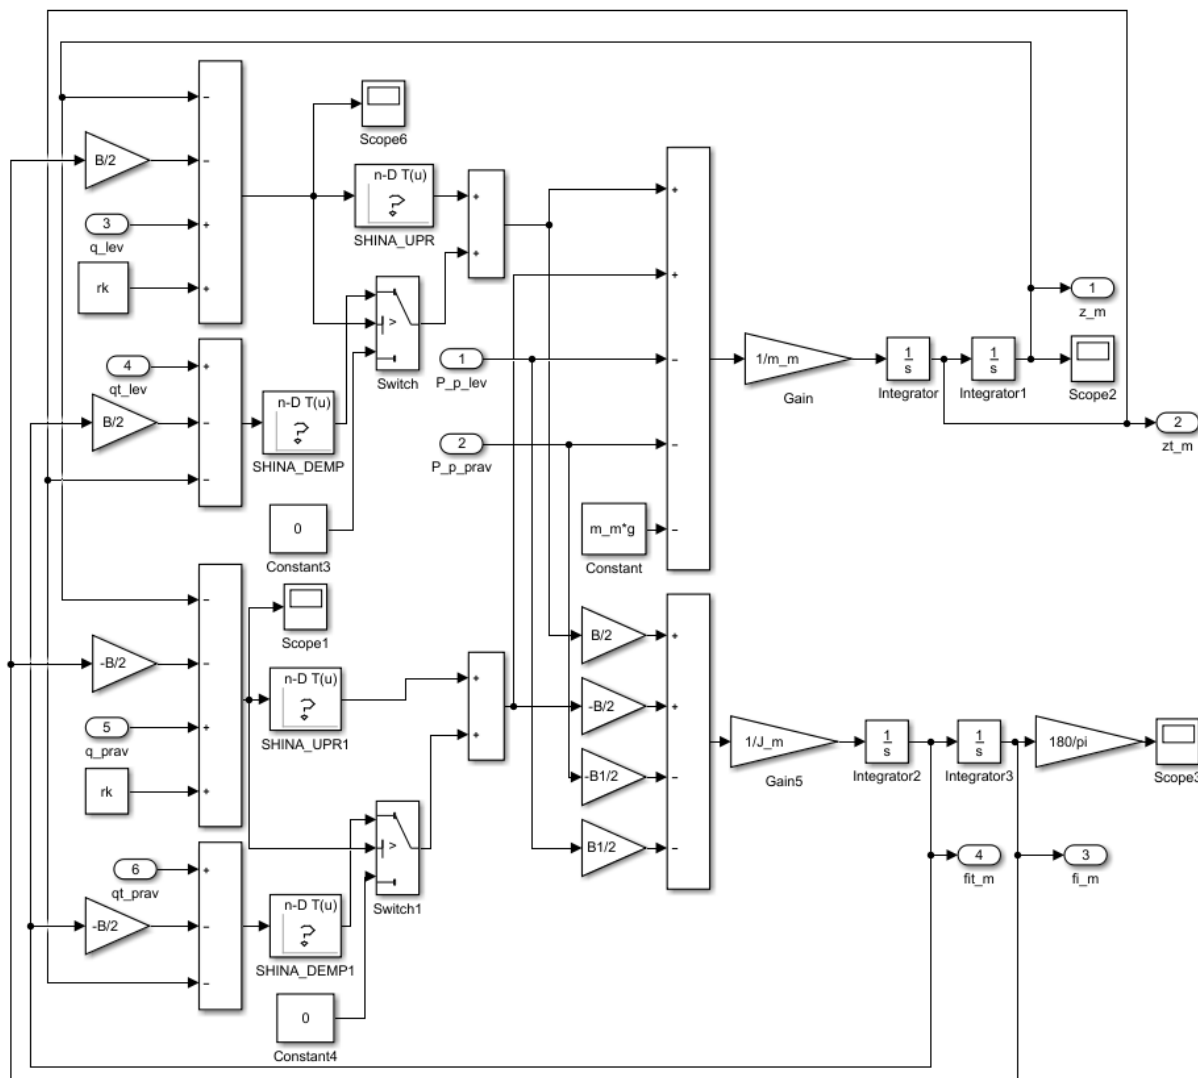 −
Scope6
B/2
−
n-D T(u)
+
SHINA_UPR
3
q_lev
+
+
rk
+
>
Switch
4
qt_lev
+
B/2
−
n-D T(u)
SHINA_DEMP
−
0
Constant3
+
+
1
P_p_lev
−
2
P_p_prav
−
m_m*g
Constant
−
1/m_m
Gain
1
s
Integrator
1
s
Integrator1
1
z_m
Scope2
2
zt_m
−
Scope1
-B/2
−
n-D T(u)
SHINA_UPR1
5
q_prav
+
rk
+
+
+
>
Switch1
6
qt_prav
+
-B/2
−
n-D T(u)
SHINA_DEMP1
−
0
Constant4
B/2
+
-B/2
+
-B1/2
−
B1/2
−
1/J_m
Gain5
1
s
Integrator2
1
s
Integrator3
180/pi
Scope3
4
fit_m
3
fi_m